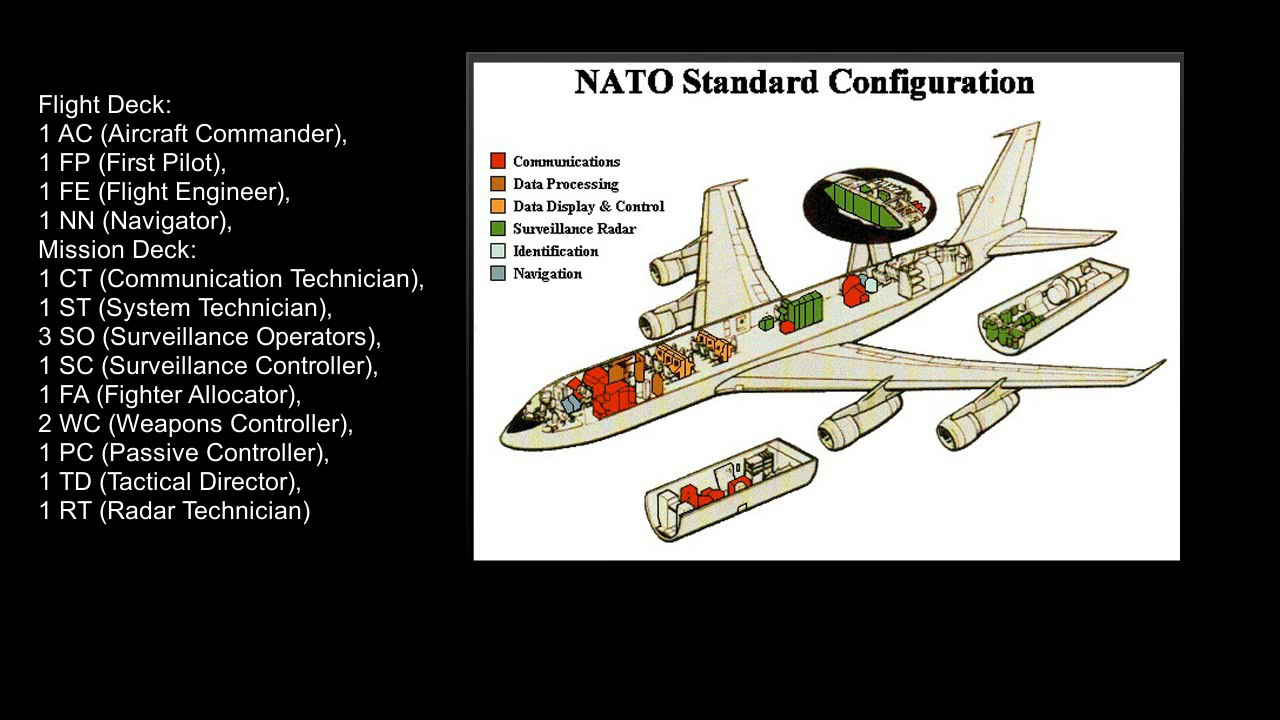 Flight Deck:
1 AC (Aircraft Commander),
1 FP (First Pilot),
1 FE (Flight Engineer),
1 NN (Navigator),
Mission Deck:
1 CT (Communication Technician),
1 ST (System Technician),
3 SO (Surveillance Operators),
1 SC (Surveillance Controller),
1 FA (Fighter Allocator),
2 WC (Weapons Controller),
1 PC (Passive Controller),
1 TD (Tactical Director),
1 RT (Radar Technician)
NATO Standard Configuration
Communications
Data Processing
Data Display & Control
Surveillance Radar
Identification
Navigation